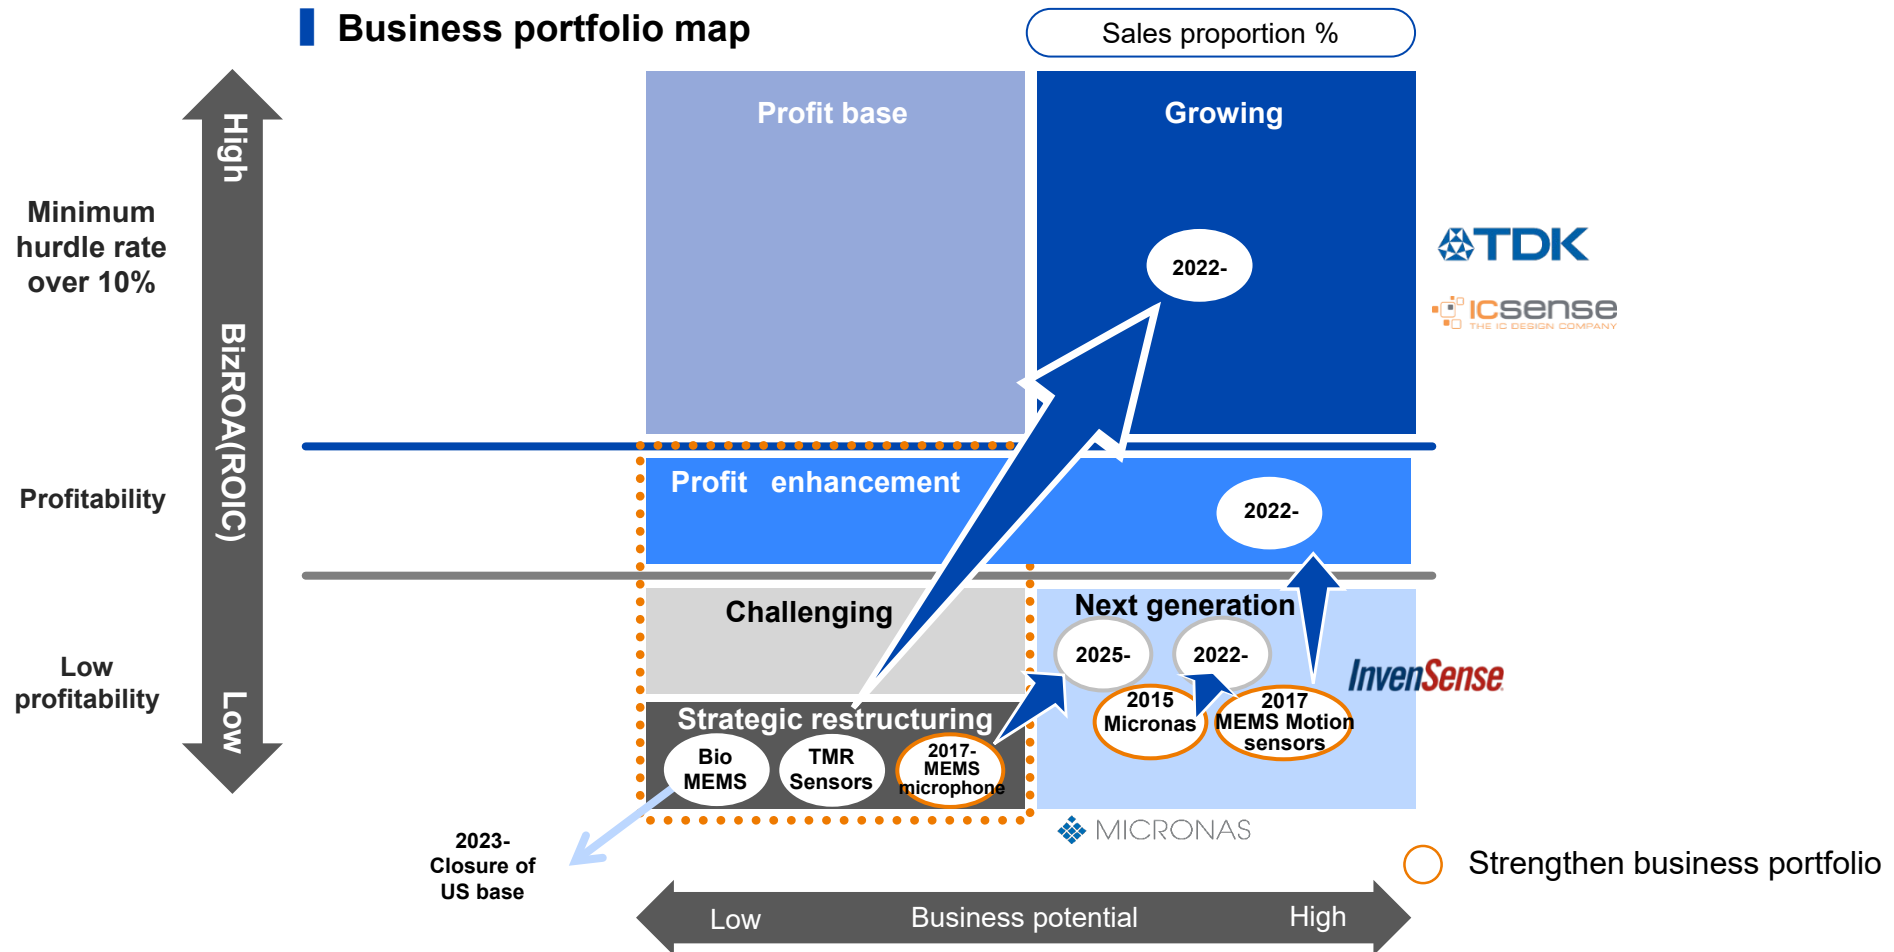 Business portfolio map
Sales proportion %
High
BizROA(ROIC)
Low
Minimum
hurdle rate
over 10%
Profitability
Low
profitability
Profit base
Growing
2022-
TDK
ICsense
THE IC DESIGN COMPANY
Profit enhancement
2022-
Challenging
Next generation
2025-
2022-
InvenSense
2015
Micronas
2017
MEMS Motion
sensors
Strategic restructuring
Bio
MEMS
TMR
Sensors
2017-
MEMS
microphone
MICRONAS
2023-
Closure of
US base
Strengthen business portfolio
Low
Business potential
High